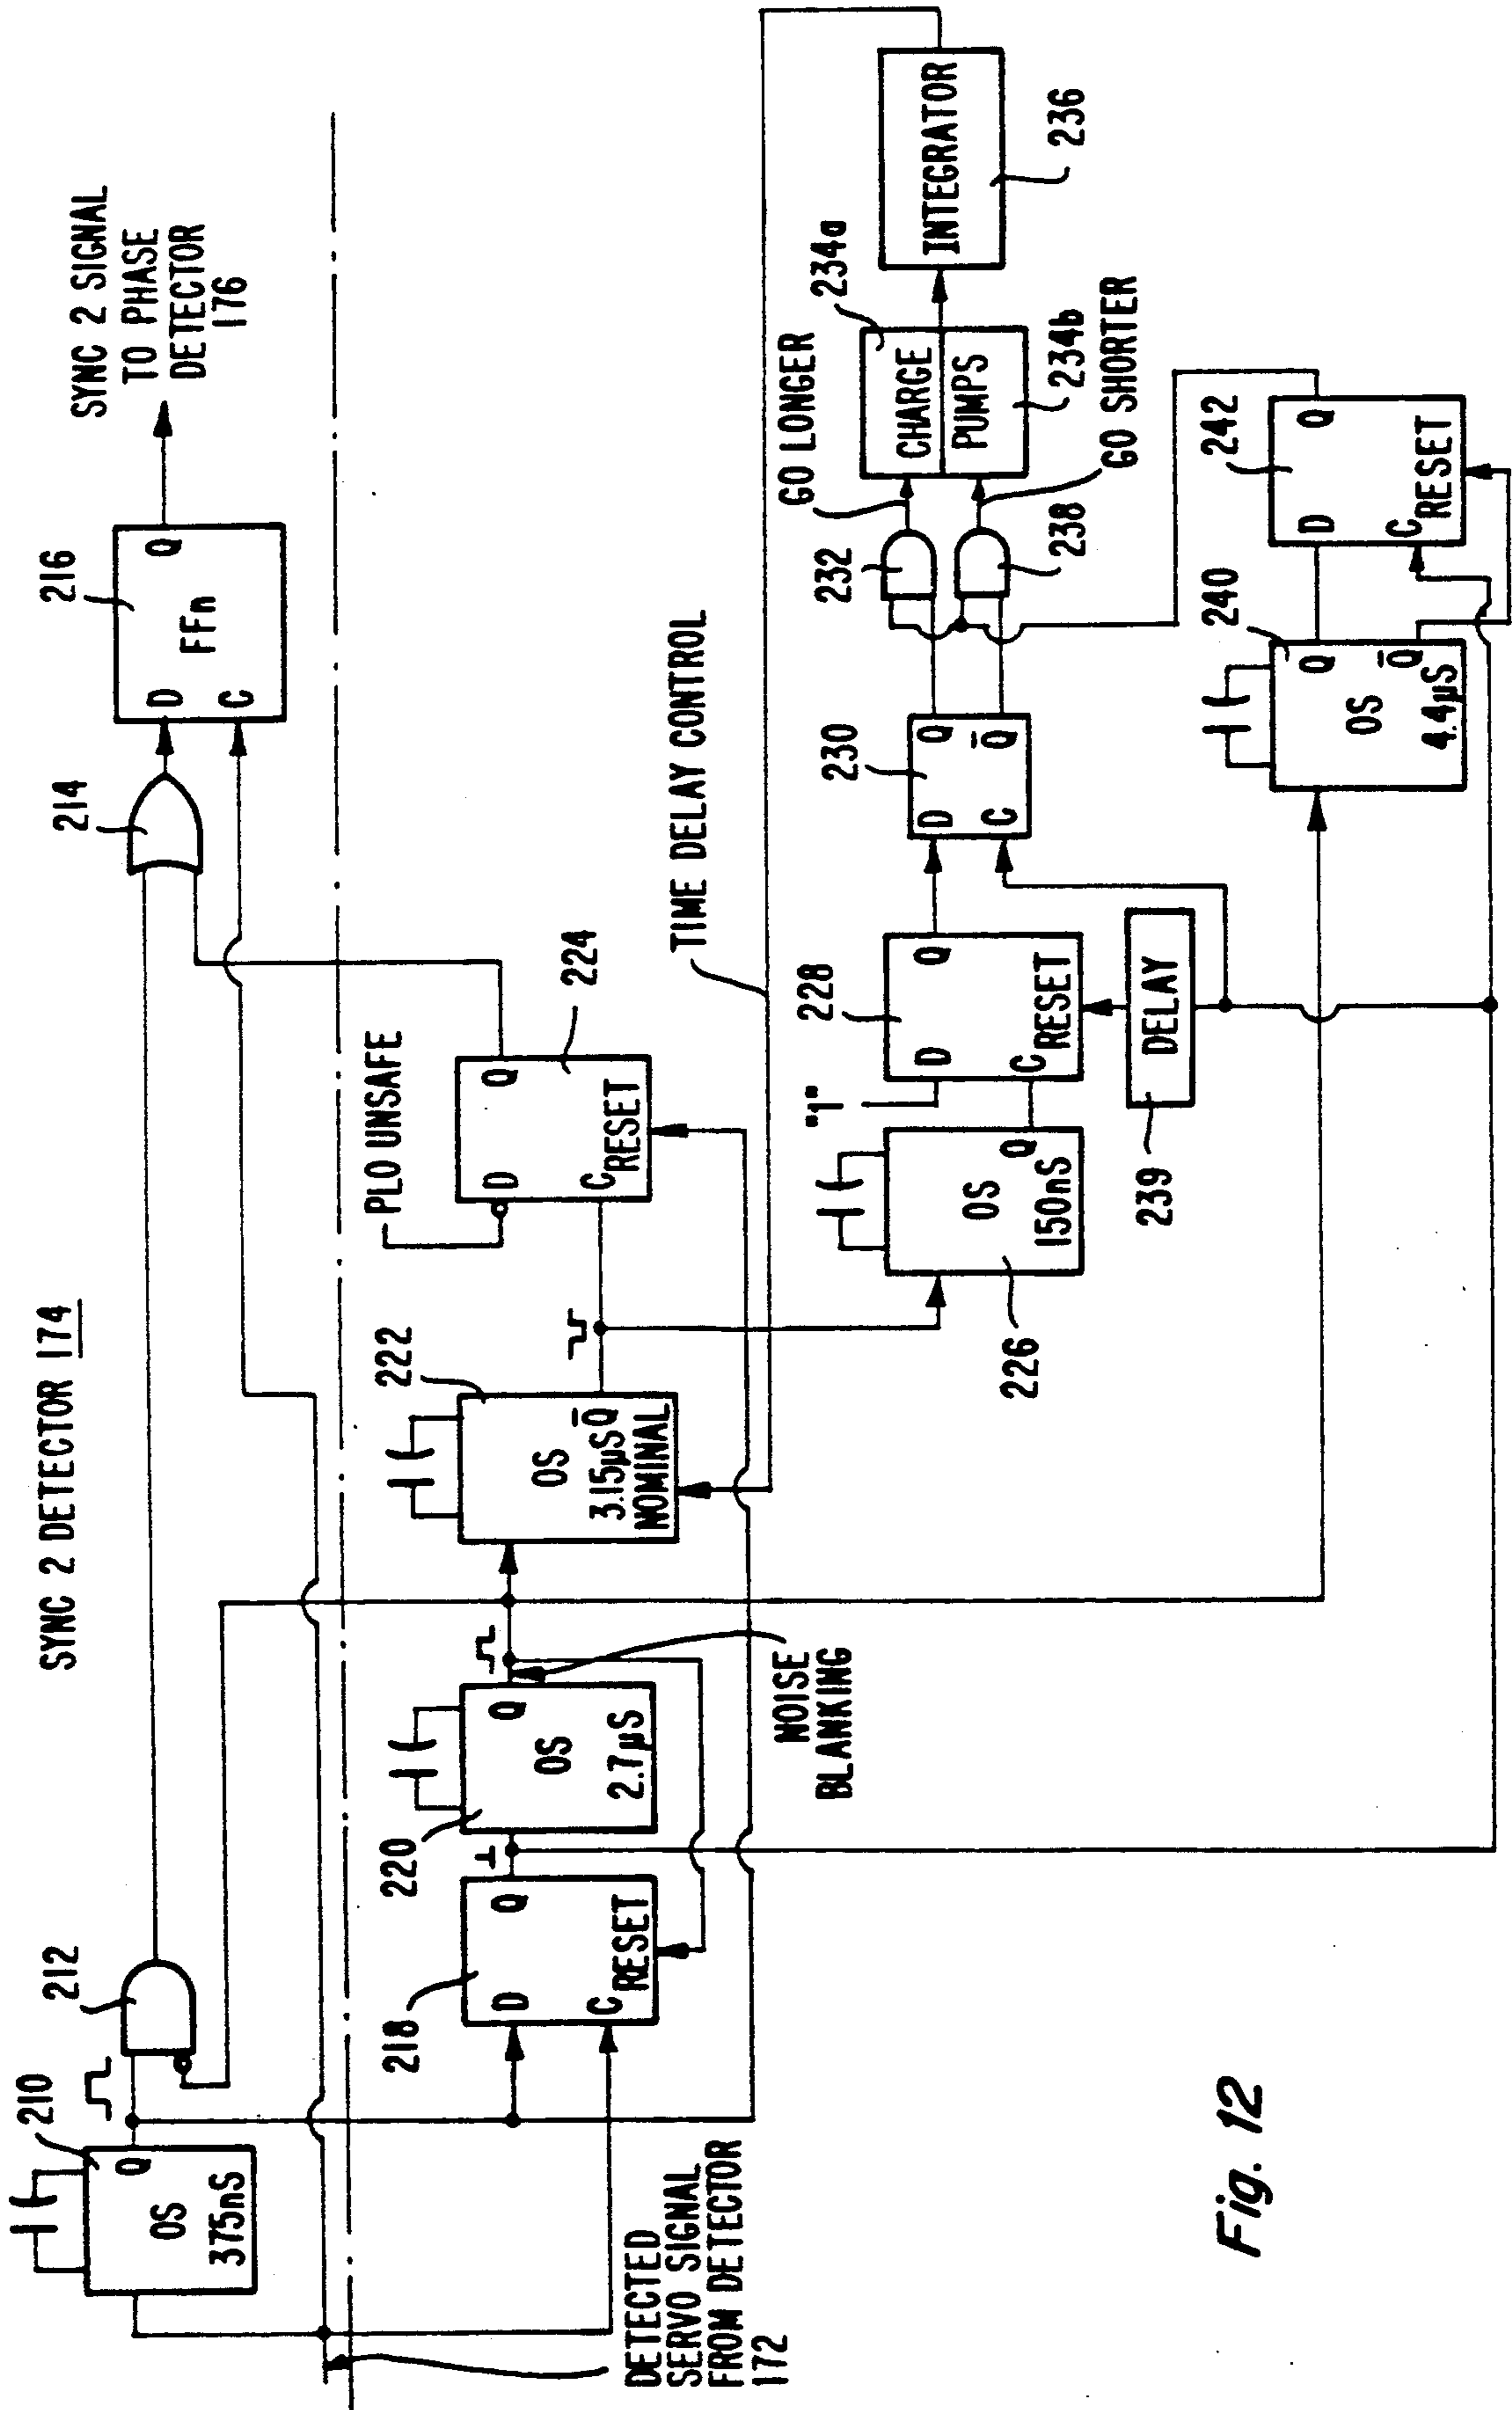 SYNC 2 DETECTOR 174
210
OS
375nS
Q
212
214
216
FFn
D
C
Q
SYNC 2 SIGNAL
TO PHASE
DETECTOR
176
DETECTED
SERVO SIGNAL
FROM DETECTOR
172
218
D
C
RESET
Q
220
OS
2.7µS
Q
NOISE
BLANKING
222
OS
3.15µS
Q̄
NOMINAL
PLO UNSAFE
224
D
C
RESET
Q
TIME DELAY CONTROL
226
OS
150nS
Q
"1"
228
D
C
RESET
Q
239
DELAY
230
D
C
Q
Q̄
232
238
GO LONGER
GO SHORTER
234a
CHARGE
PUMPS
234b
INTEGRATOR
236
240
OS
4.4µS
Q
Q̄
242
D
C
RESET
Q
Fig. 12